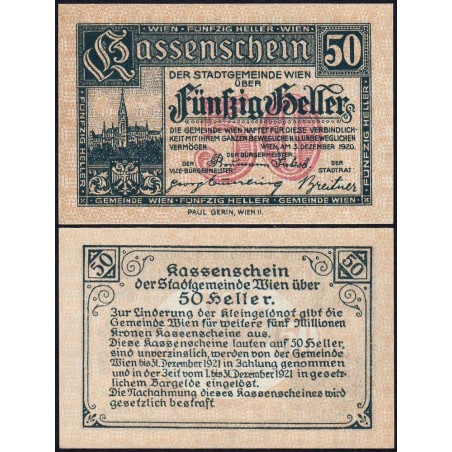 WIEN · FÜNFZIG HELLER · WIEN
FÜNFZIG HELLER
FÜNFZIG HELLER
Kassenschein 50
DER STADTGEMEINDE WIEN
ÜBER
Fünfzig Heller
DIE GEMEINDE WIEN HAFTET FÜR DIESE VERBINDLICH-
KEIT MIT IHREM GANZEN BEWEGLICHEN U. UNBEWEGLICHEN
VERMÖGEN. WIEN, AM 3. DEZEMBER 1920.
DER BÜRGERMEISTER:
DER VICE-BÜRGERMEISTER DER STADTRAT:
Breitner
GEMEINDE WIEN · FÜNFZIG HELLER · GEMEINDE WIEN
PAUL GERIN, WIEN II.
50 50
Kassenschein
der Stadtgemeinde Wien über
50 Heller.
Zur Linderung der Kleingeldnot gibt die
Gemeinde Wien für weitere fünf Millionen
Kronen Kassenscheine aus.
Diese Kassenscheine lauten auf 50 Heller,
sind unverzinslich, werden von der Gemeinde
Wien bis 31. Dezember 1921 in Zahlung genommen
und in der Zeit vom 1. bis 31. Dezember 1921 in gesetz-
lichem Bargelde eingelöst.
Die Nachahmung dieses Kassenscheines wird
gesetzlich bestraft